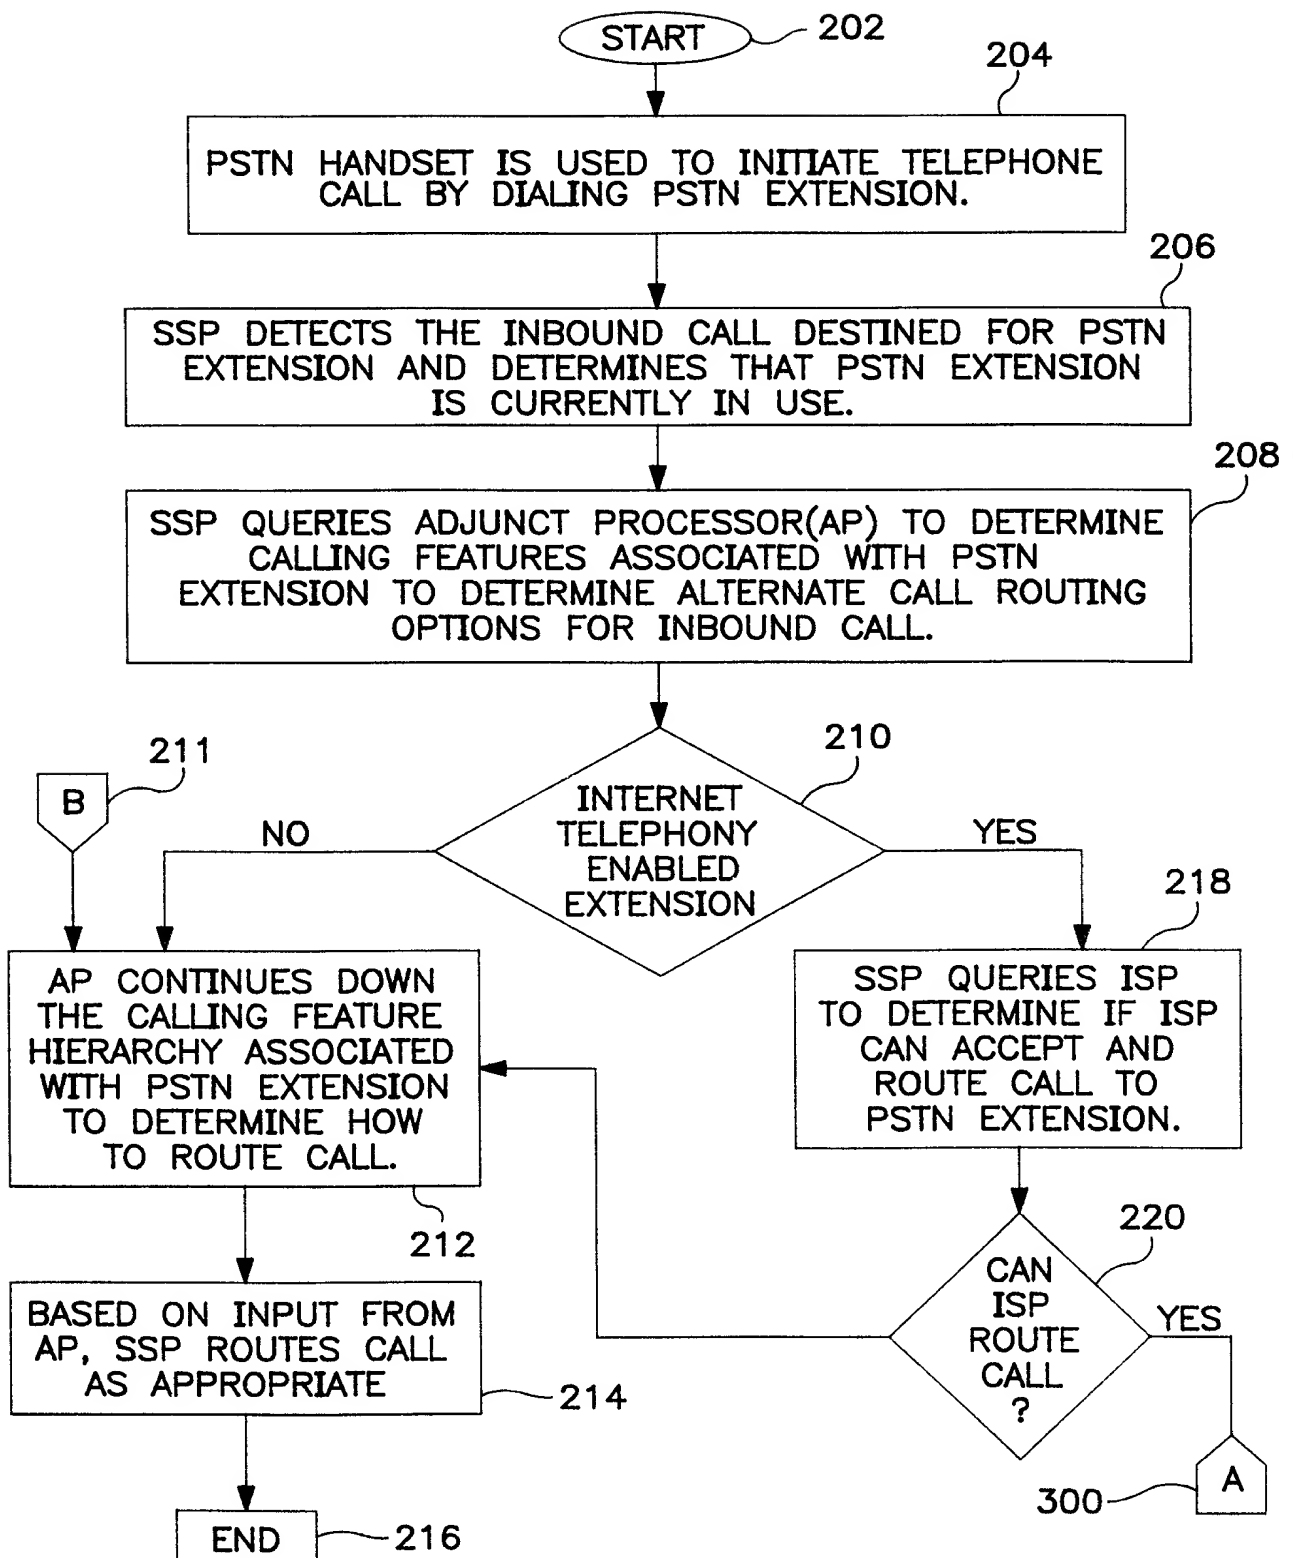 START
202
204
PSTN HANDSET IS USED TO INITIATE TELEPHONE
CALL BY DIALING PSTN EXTENSION.
206
SSP DETECTS THE INBOUND CALL DESTINED FOR PSTN
EXTENSION AND DETERMINES THAT PSTN EXTENSION
IS CURRENTLY IN USE.
208
SSP QUERIES ADJUNCT PROCESSOR(AP) TO DETERMINE
CALLING FEATURES ASSOCIATED WITH PSTN
EXTENSION TO DETERMINE ALTERNATE CALL ROUTING
OPTIONS FOR INBOUND CALL.
210
INTERNET
TELEPHONY
ENABLED
EXTENSION
211
B
NO
YES
218
AP CONTINUES DOWN
THE CALLING FEATURE
HIERARCHY ASSOCIATED
WITH PSTN EXTENSION
TO DETERMINE HOW
TO ROUTE CALL.
212
SSP QUERIES ISP
TO DETERMINE IF ISP
CAN ACCEPT AND
ROUTE CALL TO
PSTN EXTENSION.
220
CAN
ISP
ROUTE
CALL
?
YES
BASED ON INPUT FROM
AP, SSP ROUTES CALL
AS APPROPRIATE
214
A
300
END
216